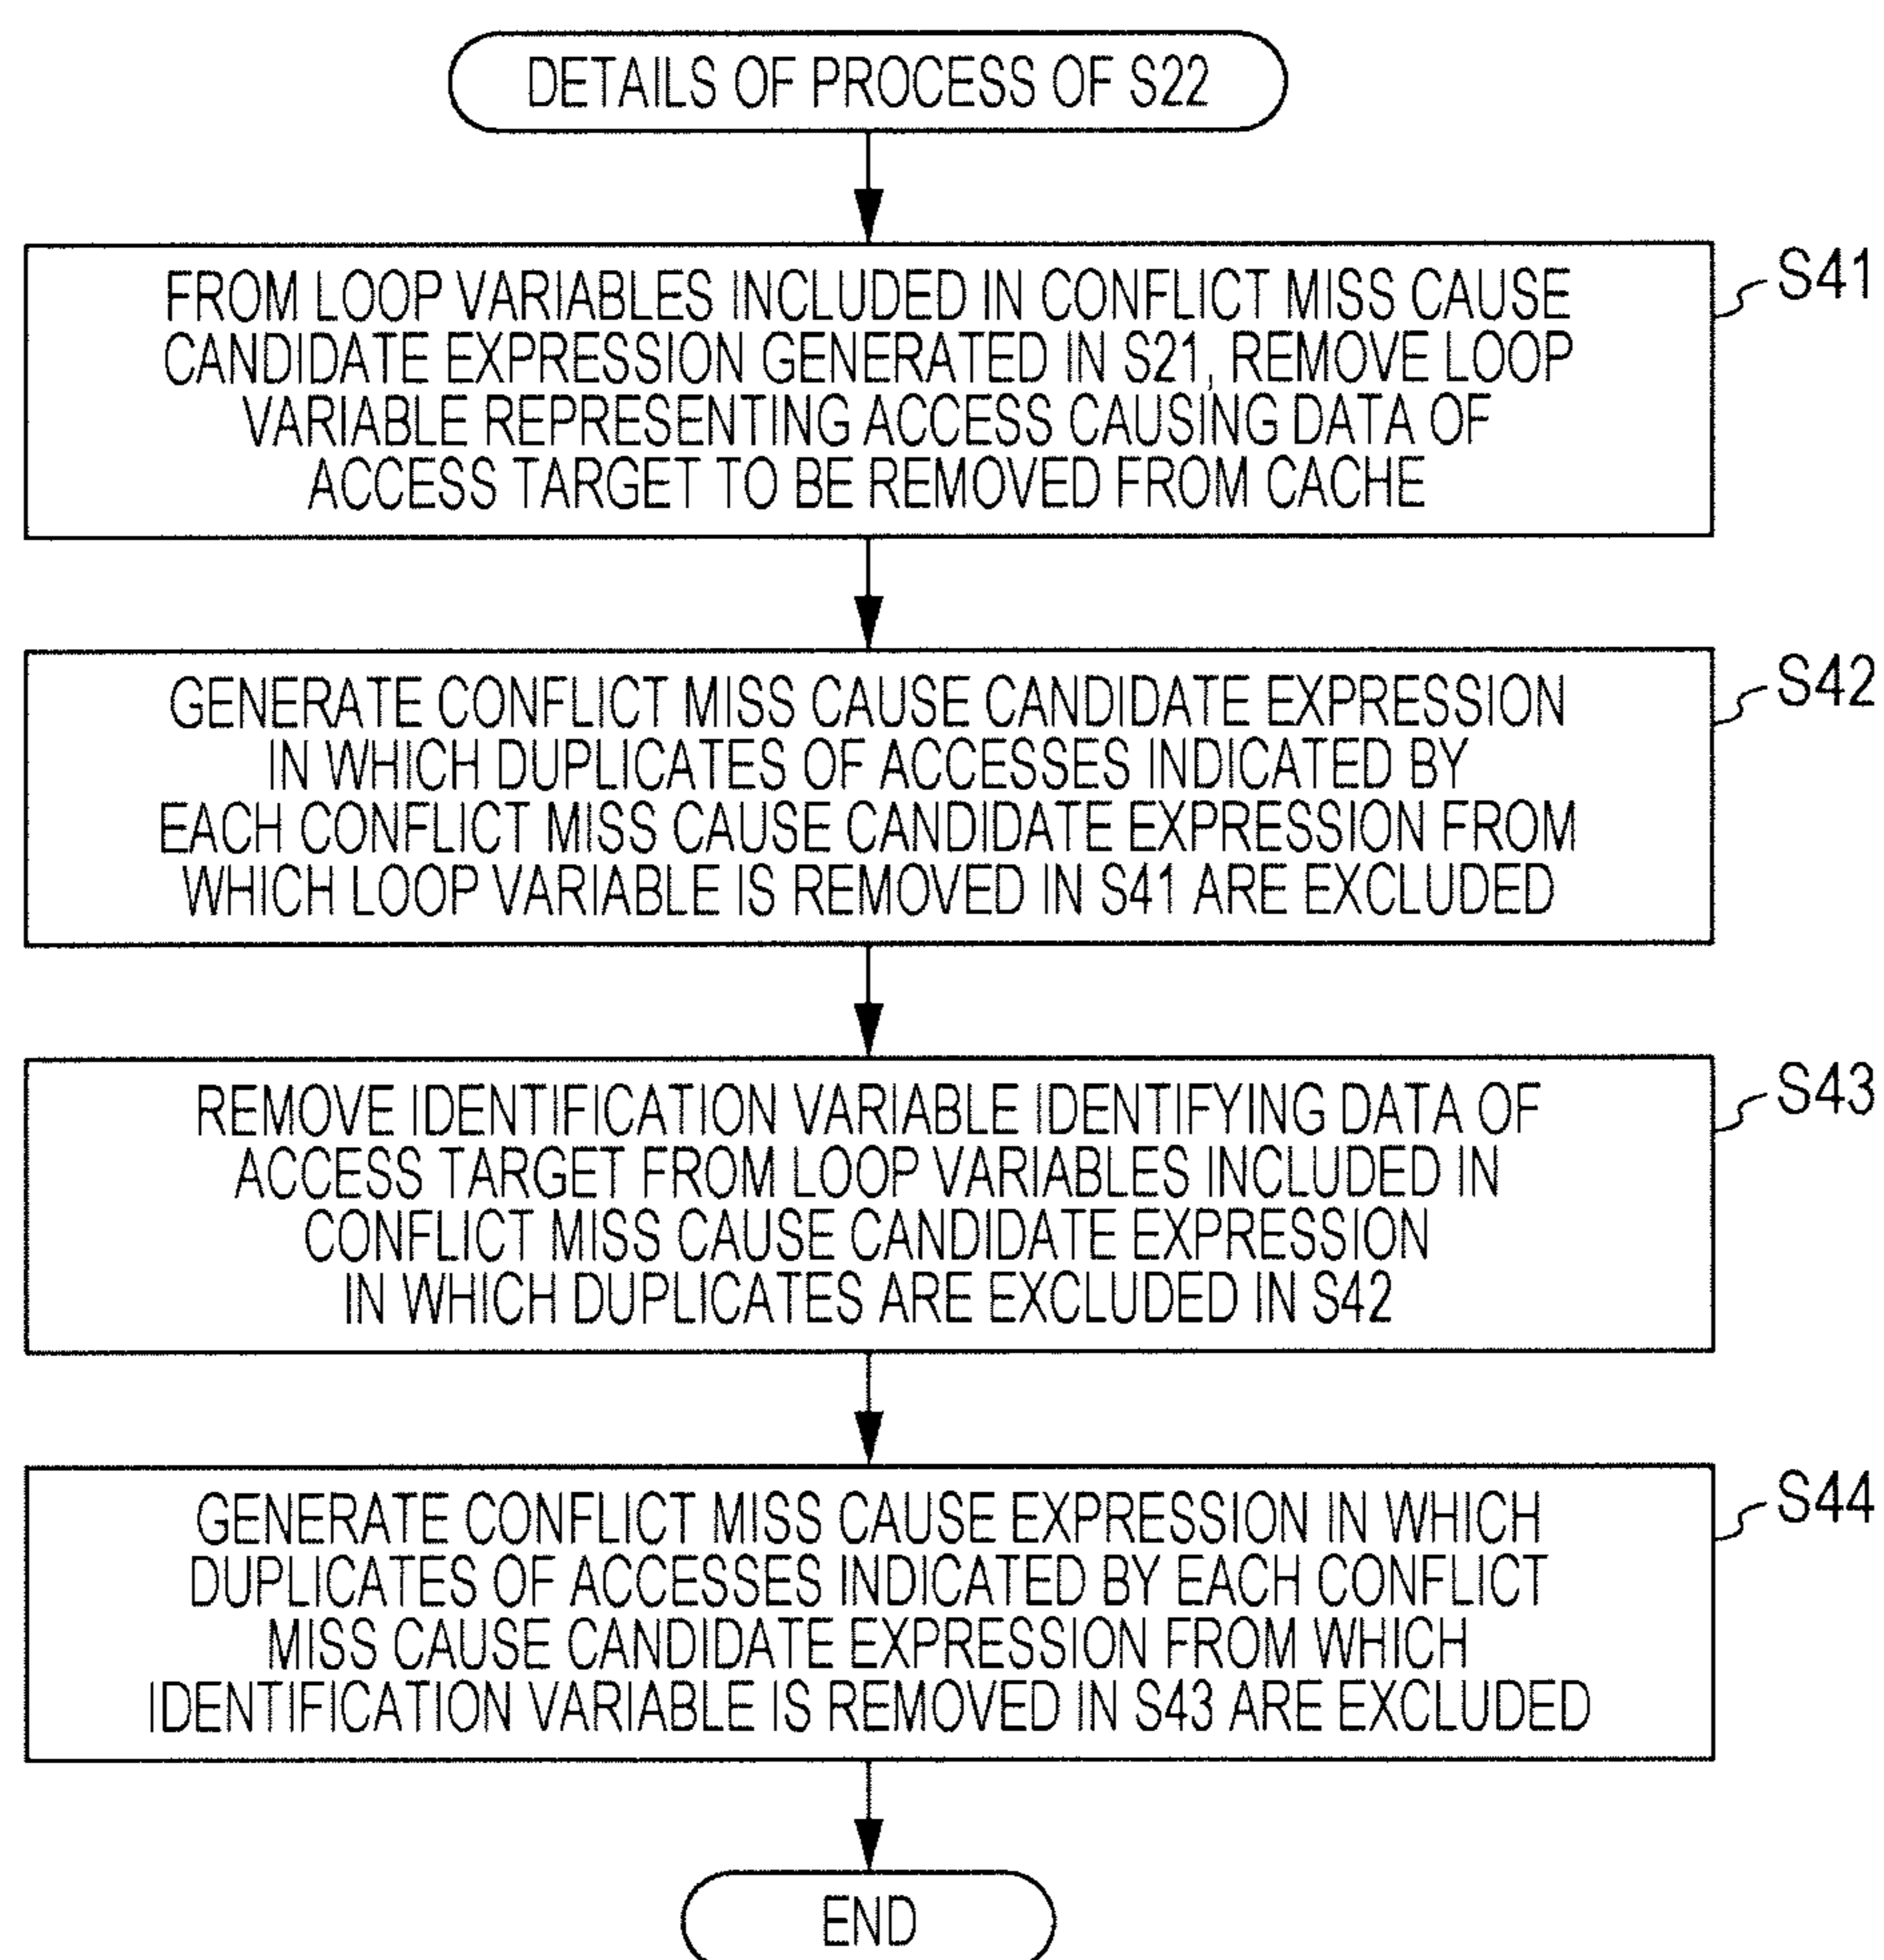 DETAILS OF PROCESS OF S22
FROM LOOP VARIABLES INCLUDED IN CONFLICT MISS CAUSE
CANDIDATE EXPRESSION GENERATED IN S21, REMOVE LOOP
VARIABLE REPRESENTING ACCESS CAUSING DATA OF
ACCESS TARGET TO BE REMOVED FROM CACHE
S41
GENERATE CONFLICT MISS CAUSE CANDIDATE EXPRESSION
IN WHICH DUPLICATES OF ACCESSES INDICATED BY
EACH CONFLICT MISS CAUSE CANDIDATE EXPRESSION FROM
WHICH LOOP VARIABLE IS REMOVED IN S41 ARE EXCLUDED
S42
REMOVE IDENTIFICATION VARIABLE IDENTIFYING DATA OF
ACCESS TARGET FROM LOOP VARIABLES INCLUDED IN
CONFLICT MISS CAUSE CANDIDATE EXPRESSION
IN WHICH DUPLICATES ARE EXCLUDED IN S42
S43
GENERATE CONFLICT MISS CAUSE EXPRESSION IN WHICH
DUPLICATES OF ACCESSES INDICATED BY EACH CONFLICT
MISS CAUSE CANDIDATE EXPRESSION FROM WHICH
IDENTIFICATION VARIABLE IS REMOVED IN S43 ARE EXCLUDED
S44
END